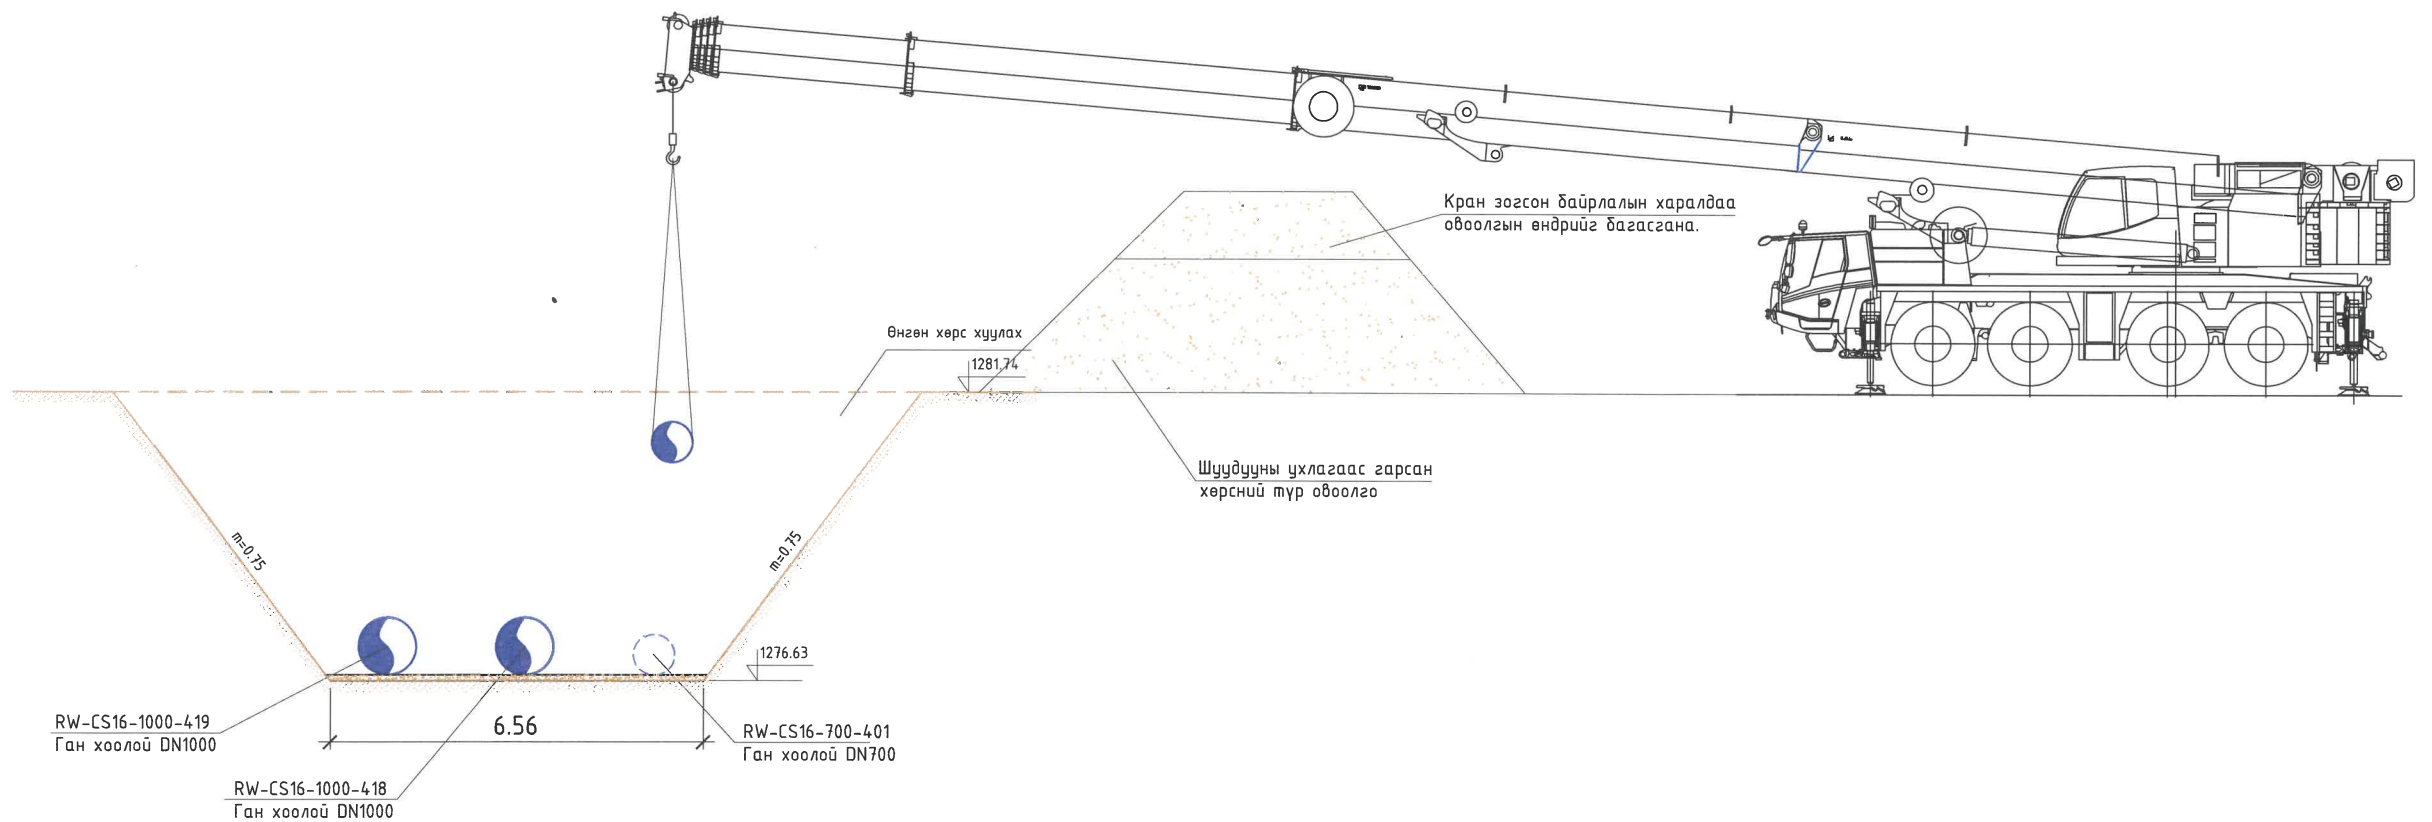 Кран зогсон байрлалын харалдаа
овоолгын өндрийг багасгана.
Өнгөн хөрс хуулах
1281.74
Шуудууны ухлагаас гарсан
хөрсний түр овоолго
m=0.75
m=0.75
1276.63
RW-CS16-1000-419
Ган хоолой DN1000
6.56
RW-CS16-700-401
Ган хоолой DN700
RW-CS16-1000-418
Ган хоолой DN1000